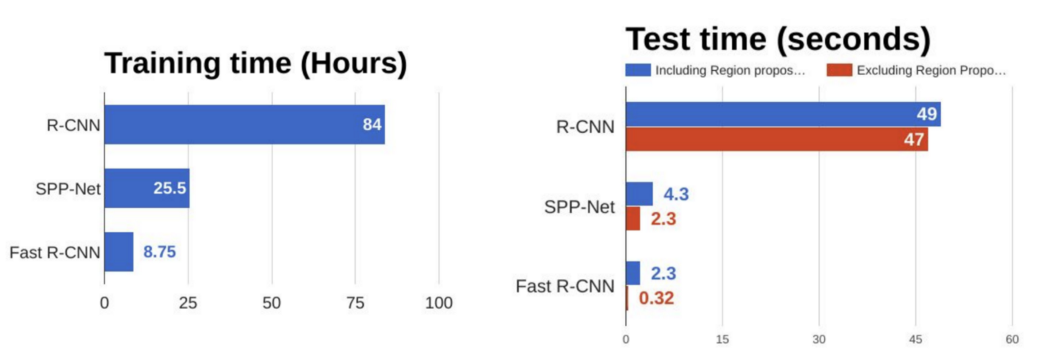 Training time (Hours)
R-CNN
84
SPP-Net
25.5
Fast R-CNN
8.75
0 25 50 75 100
Test time (seconds)
Including Region propos... Excluding Region Propo...
R-CNN
49
47
SPP-Net
4.3
2.3
Fast R-CNN
2.3
0.32
0 15 30 45 60